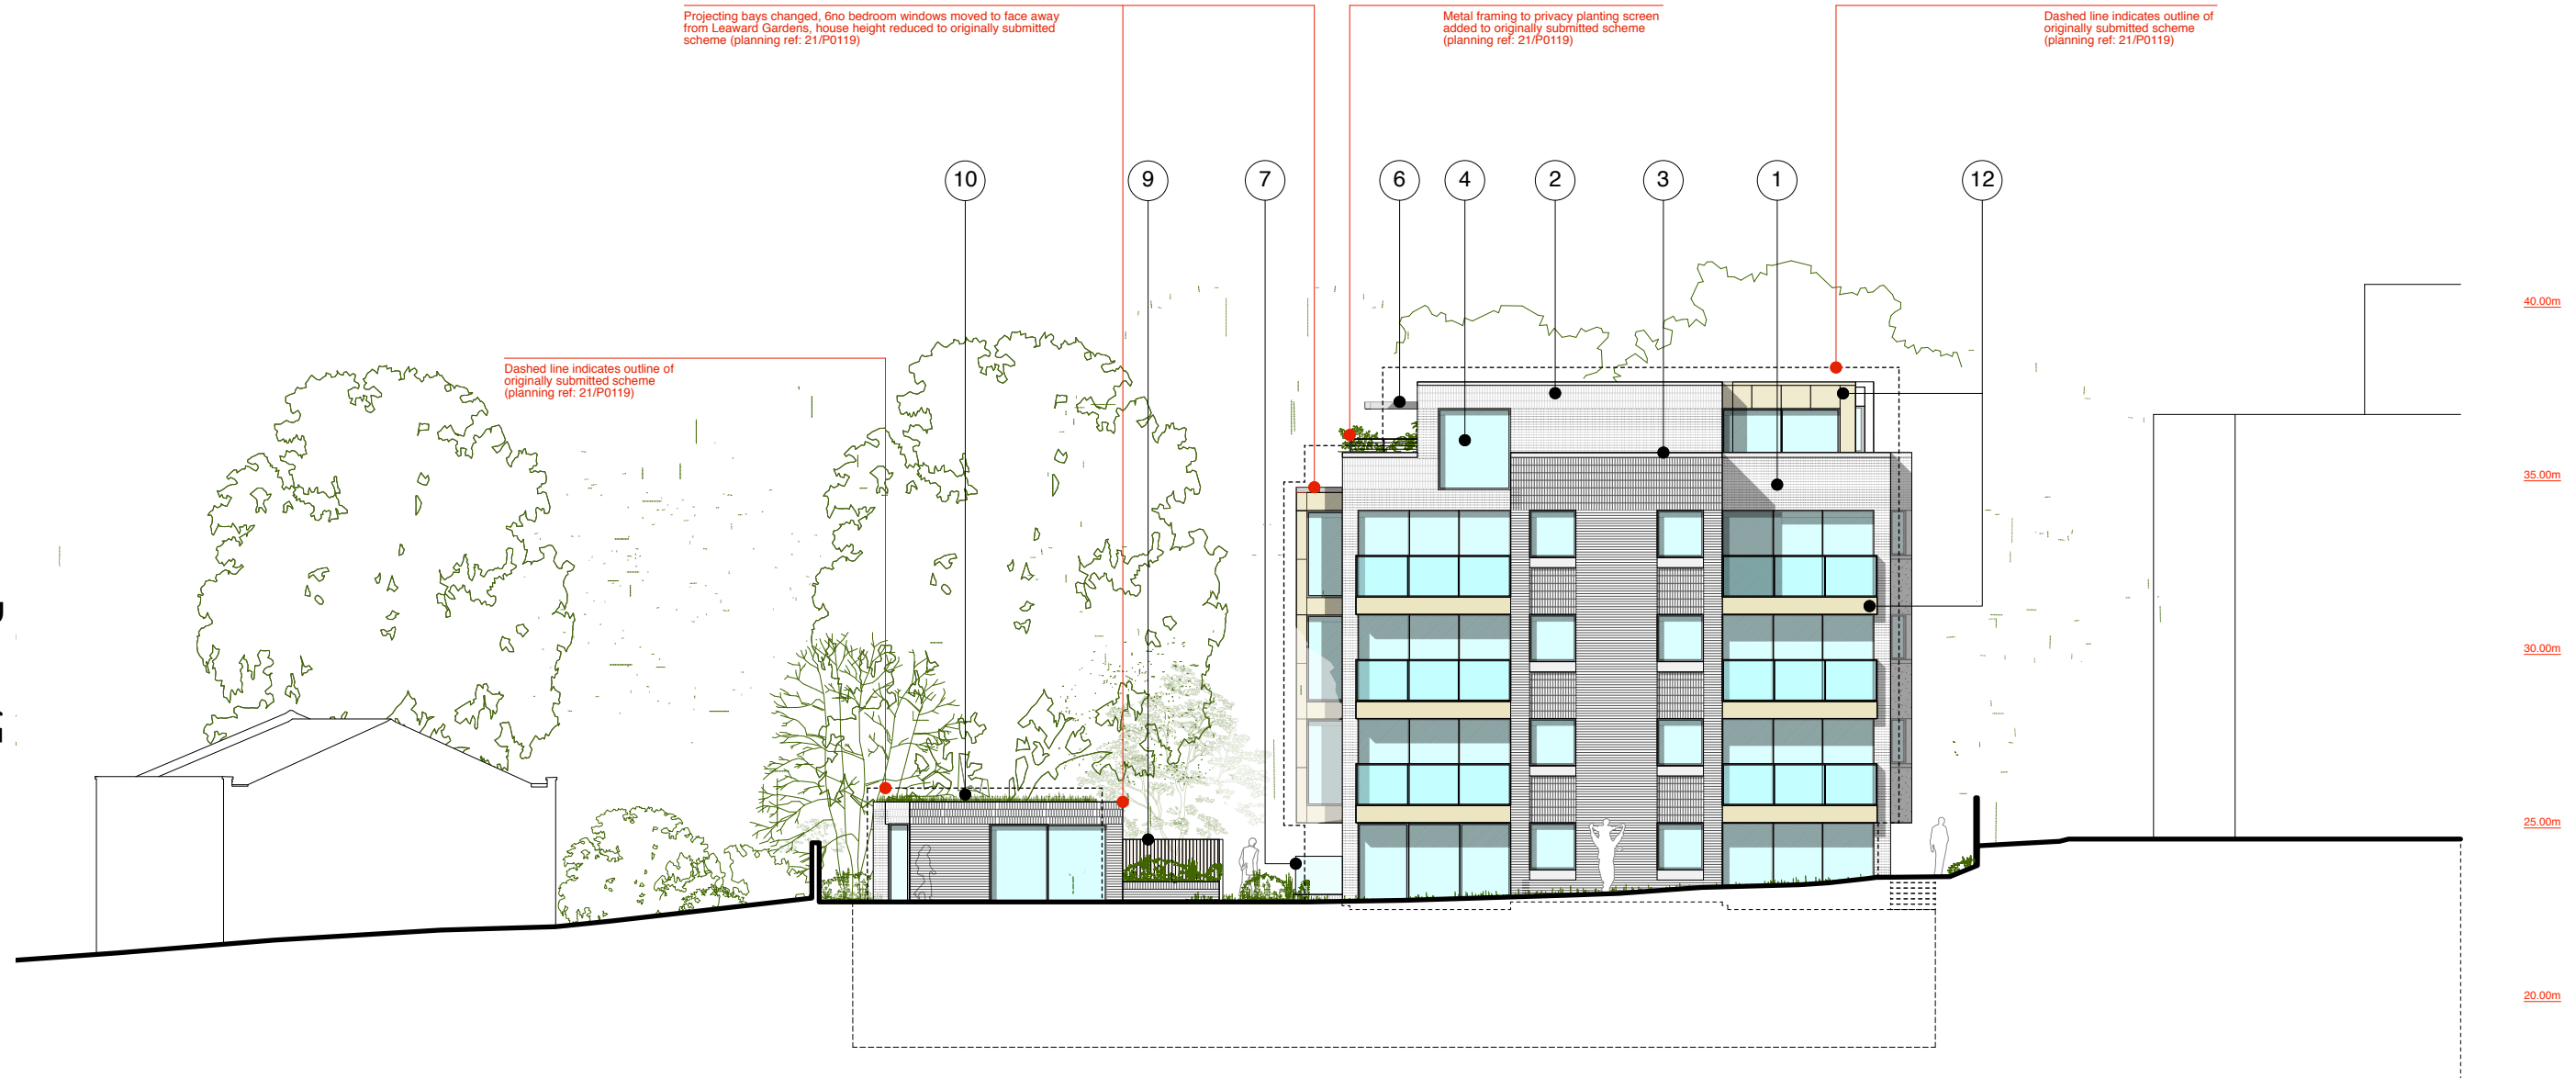 Projecting bays changed, 6no bedroom windows moved to face away
from Leaward Gardens, house height reduced to originally submitted
scheme (planning ref: 21/P0119)
Metal framing to privacy planting screen
added to originally submitted scheme
(planning ref: 21/P0119)
Dashed line indicates outline of
originally submitted scheme
(planning ref: 21/P0119)
10
9
7
6
4
2
3
1
12
40.00m
Dashed line indicates outline of
originally submitted scheme
(planning ref: 21/P0119)
35.00m
30.00m
25.00m
20.00m